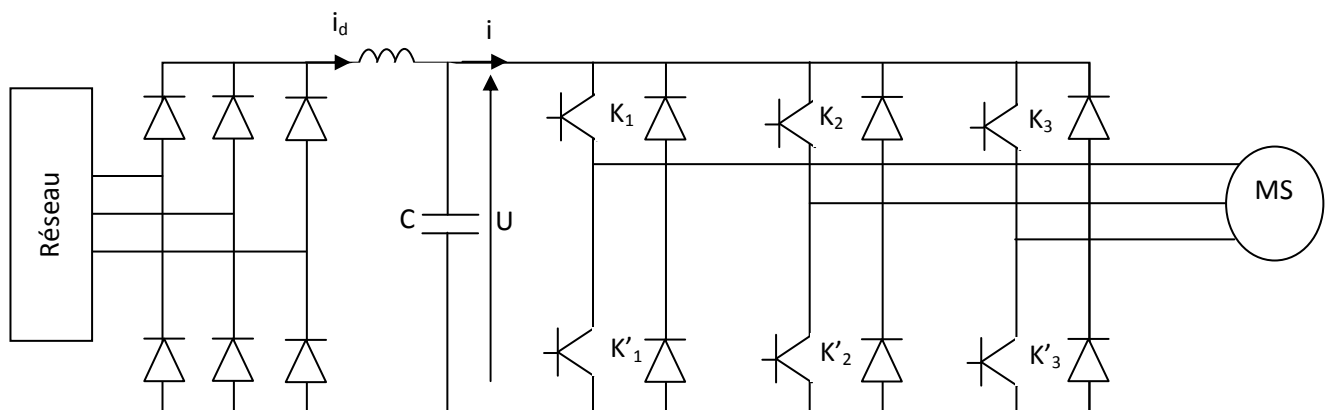 i_d
i
Réseau
C
U
K₁
K₂
K₃
MS
K'₁
K'₂
K'₃